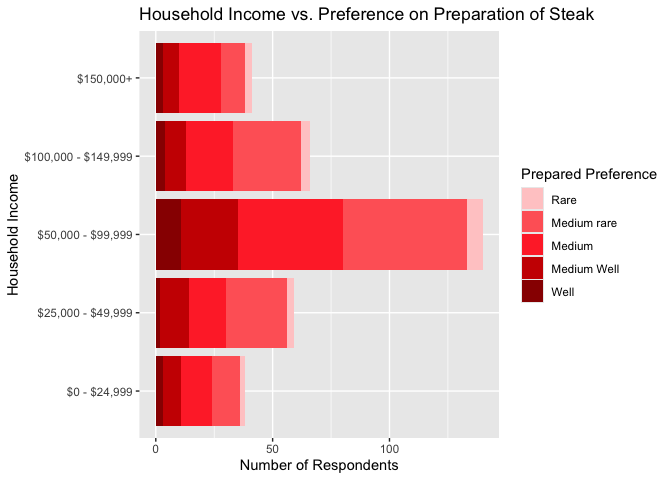 Household Income vs. Preference on Preparation of Steak
Household Income
$150,000+
$100,000 - $149,999
$50,000 - $99,999
$25,000 - $49,999
$0 - $24,999
0 50 100
Number of Respondents
Prepared Preference
Rare
Medium rare
Medium
Medium Well
Well